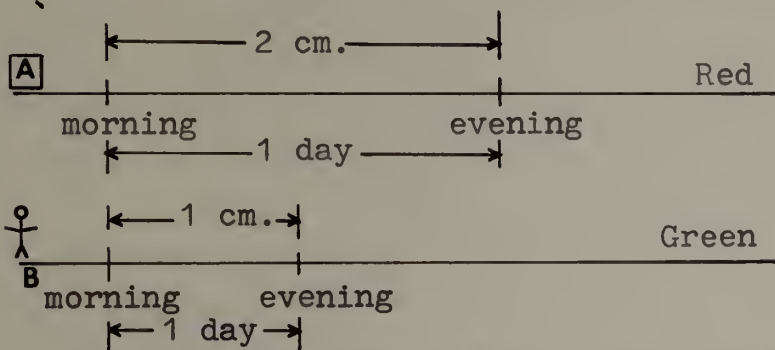 2 cm.
A
Red
morning evening
1 day
1 cm.
Green
B
morning evening
1 day